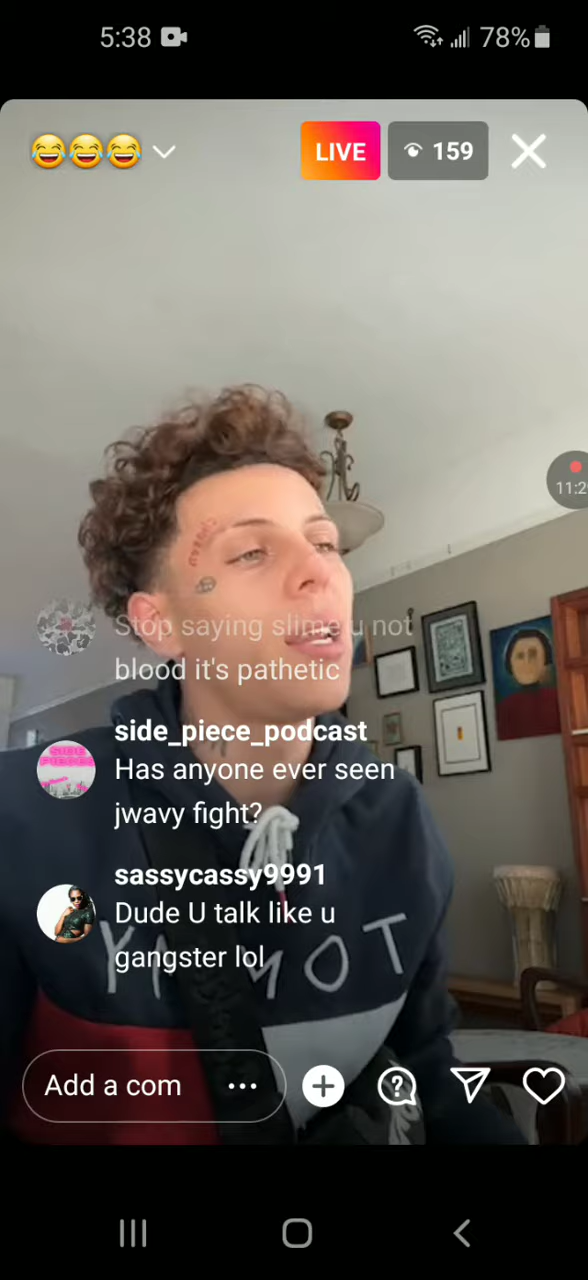 5:38
78%
😂😂😂
LIVE
159
11:2
Stop saying slime u not
blood it's pathetic
side_piece_podcast
Has anyone ever seen
jwavy fight?
sassycassy9991
Dude U talk like u
gangster lol
Add a com